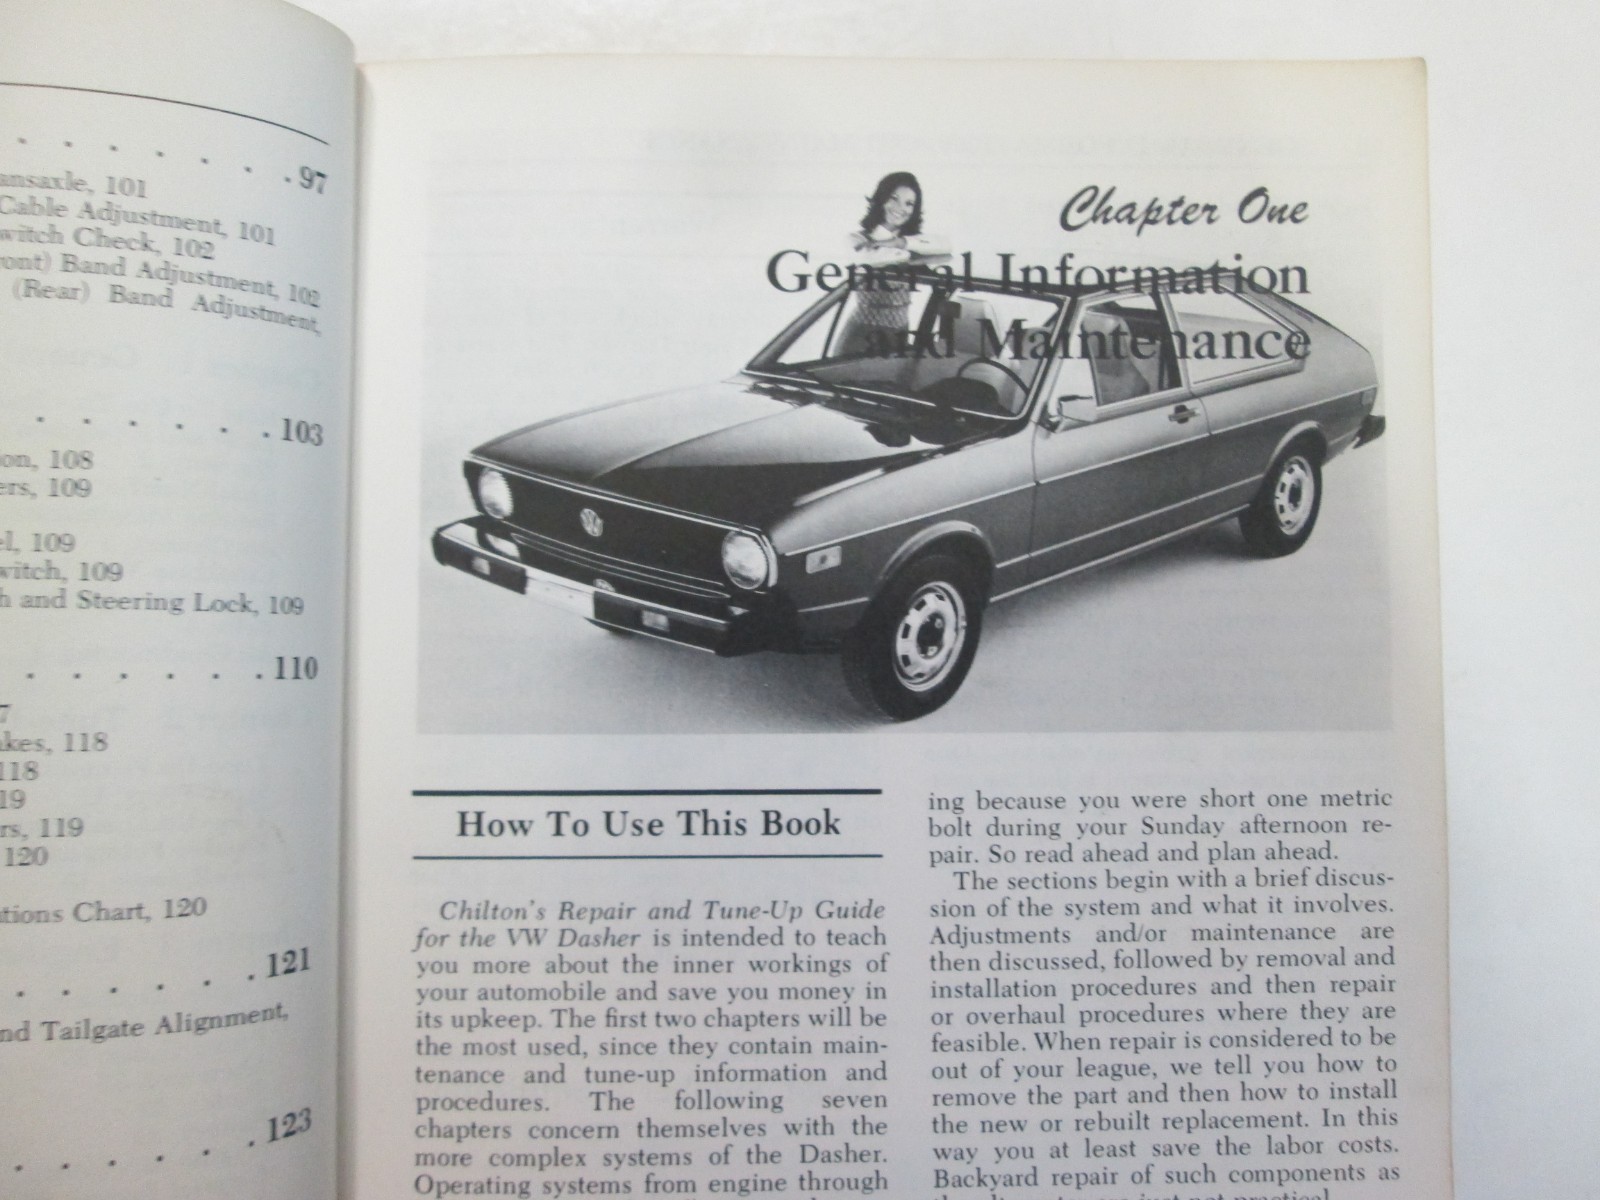 97
ansaxle, 101
Cable Adjustment, 101
witch Check, 102
ront) Band Adjustment, 102
(Rear) Band Adjustment,
103
on, 108
ers, 109
el, 109
witch, 109
h and Steering Lock, 109
110
7
akes, 118
118
19
rs, 119
120
ations Chart, 120
121
nd Tailgate Alignment,
123
Chapter One
General Information
and Maintenance
How To Use This Book
Chilton's Repair and Tune-Up Guide
for the VW Dasher is intended to teach
you more about the inner workings of
your automobile and save you money in
its upkeep. The first two chapters will be
the most used, since they contain main-
tenance and tune-up information and
procedures. The following seven
chapters concern themselves with the
more complex systems of the Dasher.
Operating systems from engine through
ing because you were short one metric
bolt during your Sunday afternoon re-
pair. So read ahead and plan ahead.
The sections begin with a brief discus-
sion of the system and what it involves.
Adjustments and/or maintenance are
then discussed, followed by removal and
installation procedures and then repair
or overhaul procedures where they are
feasible. When repair is considered to be
out of your league, we tell you how to
remove the part and then how to install
the new or rebuilt replacement. In this
way you at least save the labor costs.
Backyard repair of such components as